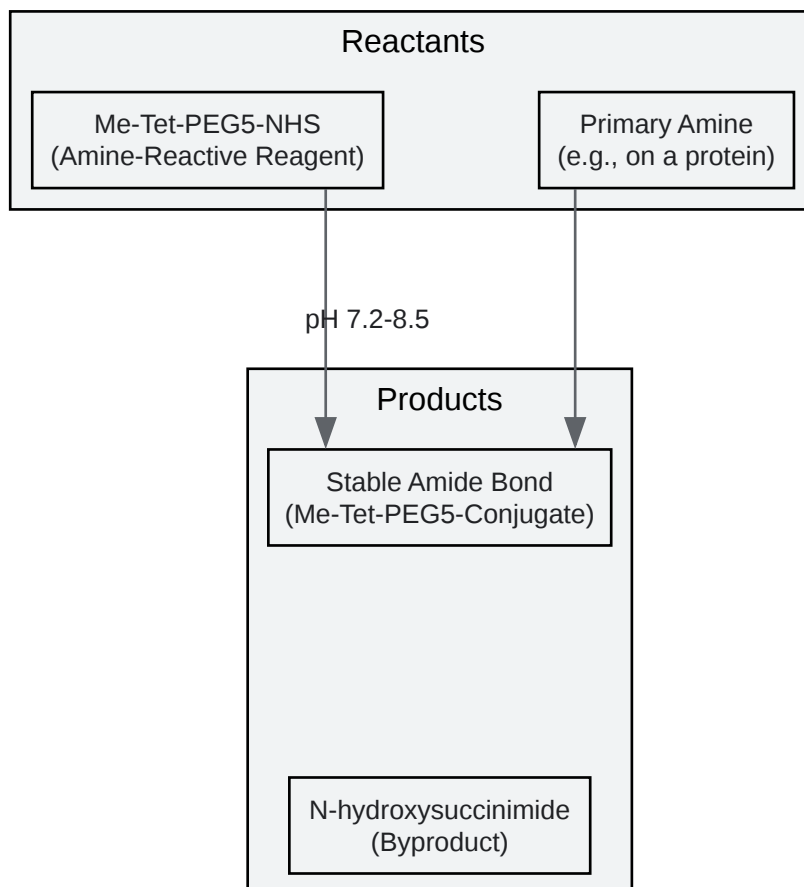 Reactants
Me-Tet-PEG5-NHS
(Amine-Reactive Reagent)
Primary Amine
(e.g., on a protein)
pH 7.2-8.5
Products
Stable Amide Bond
(Me-Tet-PEG5-Conjugate)
N-hydroxysuccinimide
(Byproduct)